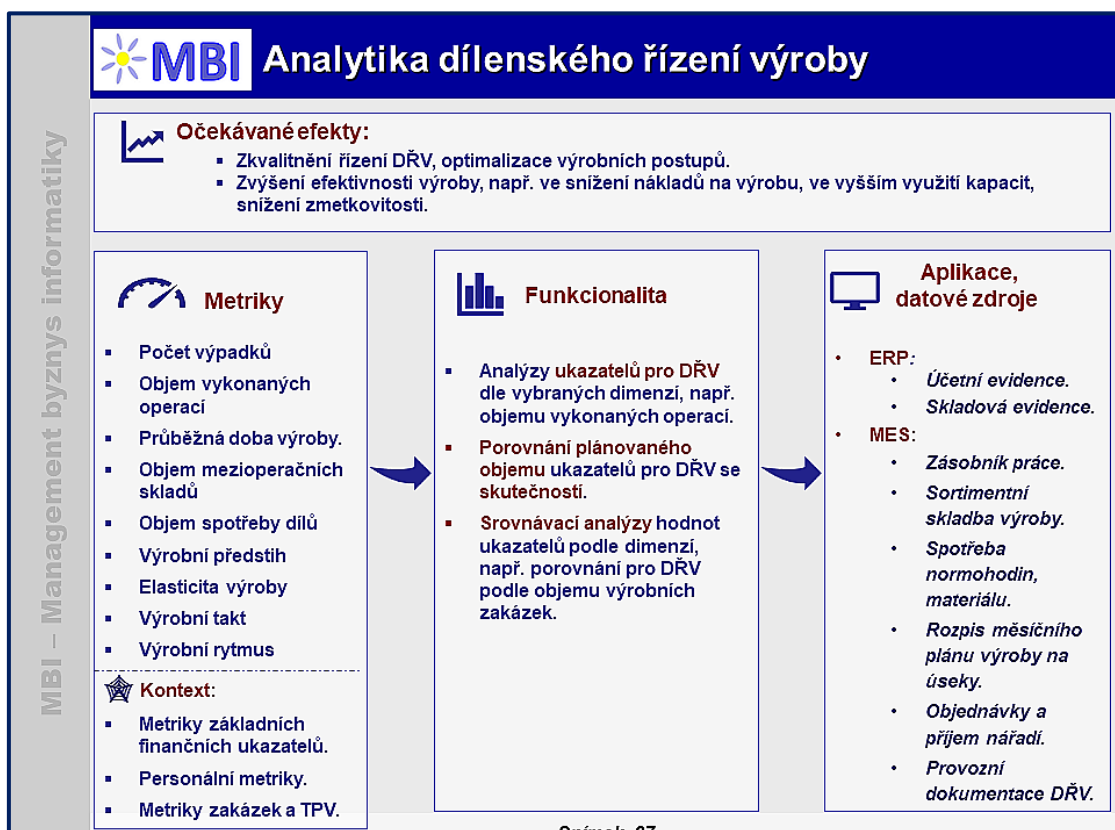 MBI Analytika dílenského řízení výroby
MBI – Management byznys informatiky
Očekávané efekty:
▪ Zkvalitnění řízení DŘV, optimalizace výrobních postupů.
▪ Zvýšení efektivnosti výroby, např. ve snížení nákladů na výrobu, ve vyšším využití kapacit,
snížení zmetkovitosti.
Metriky
▪ Počet výpadků
▪ Objem vykonaných
operací
▪ Průběžná doba výroby.
▪ Objem mezioperačních
skladů
▪ Objem spotřeby dílů
▪ Výrobní předstih
▪ Elasticita výroby
▪ Výrobní takt
▪ Výrobní rytmus
Kontext:
▪ Metriky základních
finančních ukazatelů.
▪ Personální metriky.
▪ Metriky zakázek a TPV.
Funkcionalita
▪ Analýzy ukazatelů pro DŘV
dle vybraných dimenzí, např.
objemu vykonaných operací.
▪ Porovnání plánovaného
objemu ukazatelů pro DŘV se
skutečností.
▪ Srovnávací analýzy hodnot
ukazatelů podle dimenzí,
např. porovnání pro DŘV
podle objemu výrobních
zakázek.
Aplikace,
datové zdroje
• ERP:
• Účetní evidence.
• Skladová evidence.
• MES:
• Zásobník práce.
• Sortimentní
skladba výroby.
• Spotřeba
normohodin,
materiálu.
• Rozpis měsíčního
plánu výroby na
úseky.
• Objednávky a
příjem nářadí.
• Provozní
dokumentace DŘV.